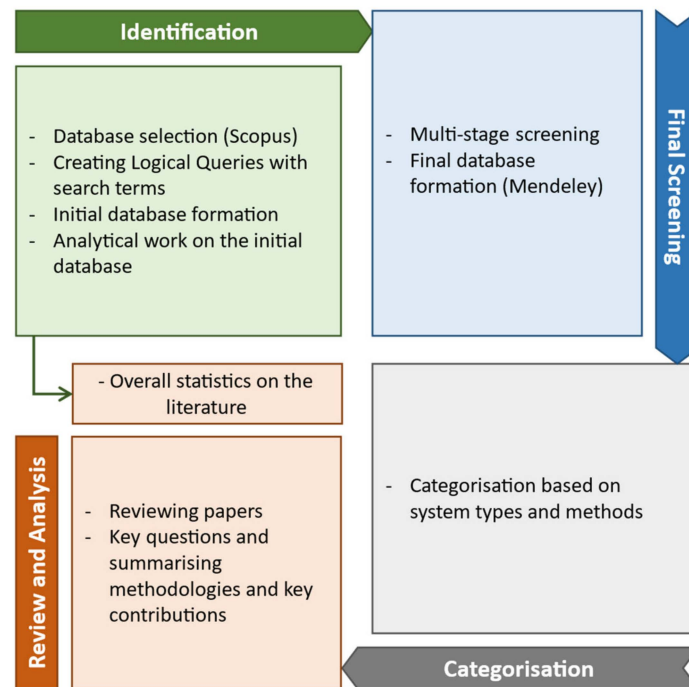 Identification
- Database selection (Scopus)
- Creating Logical Queries with
search terms
- Initial database formation
- Analytical work on the initial
database
- Multi-stage screening
- Final database
formation (Mendeley)
Final Screening
- Overall statistics on the
literature
Review and Analysis
- Reviewing papers
- Key questions and
summarising
methodologies and key
contributions
- Categorisation based on
system types and methods
Categorisation